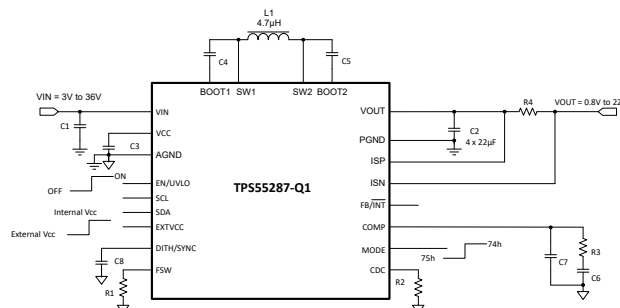 L1
4.7µH
C4
C5
BOOT1 SW1 SW2 BOOT2
VIN = 3V to 36V
VIN
C1
VCC
C3
AGND
OFF
ON
EN/UVLO
SCL
Internal Vcc
SDA
External Vcc
EXTVCC
DITH/SYNC
C8
FSW
R1
TPS55287-Q1
VOUT
R4
VOUT = 0.8V to 22
C2
4 x 22µF
PGND
ISP
ISN
FB/INT
COMP
MODE
74h
75h
CDC
R2
C7
R3
C6